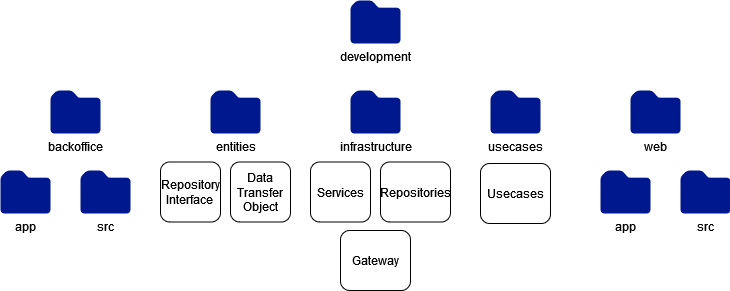 development
backoffice
entities
infrastructure
usecases
web
Repository
Interface
Data
Transfer
Object
Services
Repositories
Usecases
app
src
app
src
Gateway